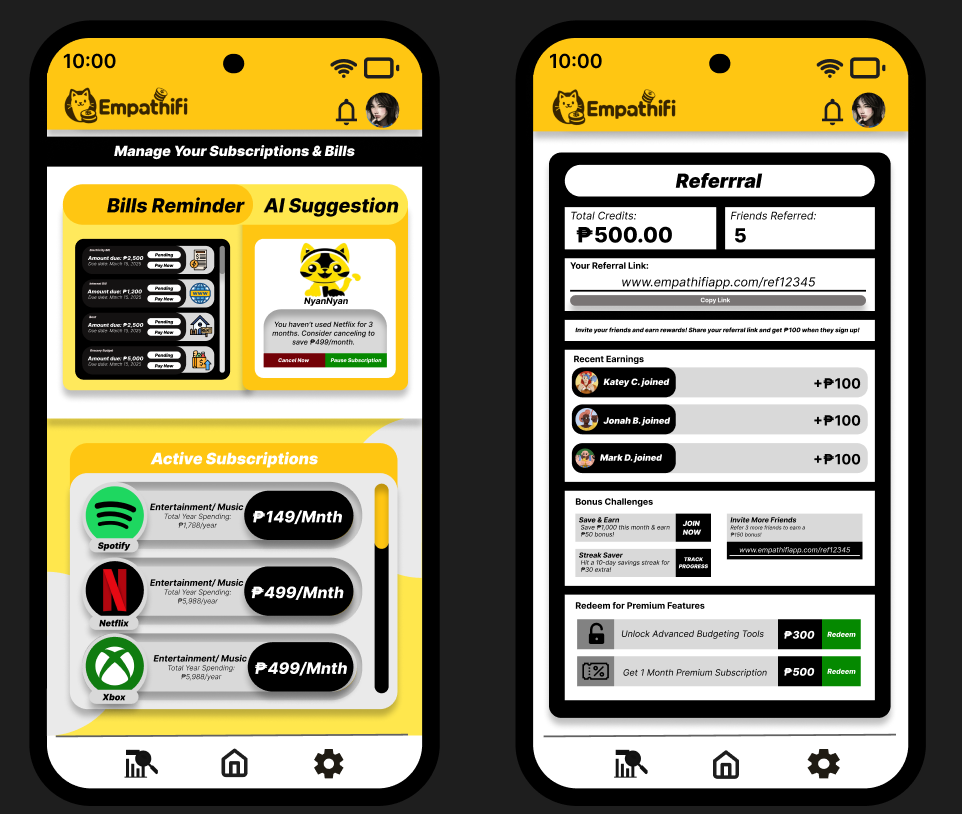 10:00
Empathifi
Manage Your Subscriptions & Bills
Bills Reminder
AI Suggestion
Electricity Bill
Amount due: ₱2,500
Due date: March 15, 2025
Pending
Pay Now
Internet Bill
Amount due: ₱1,200
Due date: March 15, 2025
Pending
Pay Now
WWW
Rent
Amount due: ₱2,500
Due date: March 15, 2025
Pending
Pay Now
Grocery Budget
Amount due: ₱5,000
Due date: March 15, 2025
Pending
Pay Now
NyanNyan
You haven't used Netflix for 3
months. Consider canceling to
save ₱499/month.
Cancel Now
Pause Subscription
Active Subscriptions
Spotify
Entertainment/ Music
Total Year Spending:
₱1,788/year
₱149/Mnth
Netflix
Entertainment/ Music
Total Year Spending:
₱5,988/year
₱499/Mnth
Xbox
Entertainment/ Music
Total Year Spending:
₱5,988/year
₱499/Mnth
10:00
Empathifi
Referrral
Total Credits:
₱500.00
Friends Referred:
5
Your Referral Link:
www.empathifiapp.com/ref12345
Copy Link
Invite your friends and earn rewards! Share your referral link and get ₱100 when they sign up!
Recent Earnings
Katey C. joined
+₱100
Jonah B. joined
+₱100
Mark D. joined
+₱100
Bonus Challenges
Save & Earn
Save ₱1,000 this month & earn
₱50 bonus!
JOIN
NOW
Streak Saver
Hit a 10-day savings streak for
₱30 extra!
TRACK
PROGRESS
Invite More Friends
Refer 3 more friends to earn a
₱150 bonus!
www.empathifiapp.com/ref12345
Redeem for Premium Features
Unlock Advanced Budgeting Tools
₱300
Redeem
Get 1 Month Premium Subscription
₱500
Redeem